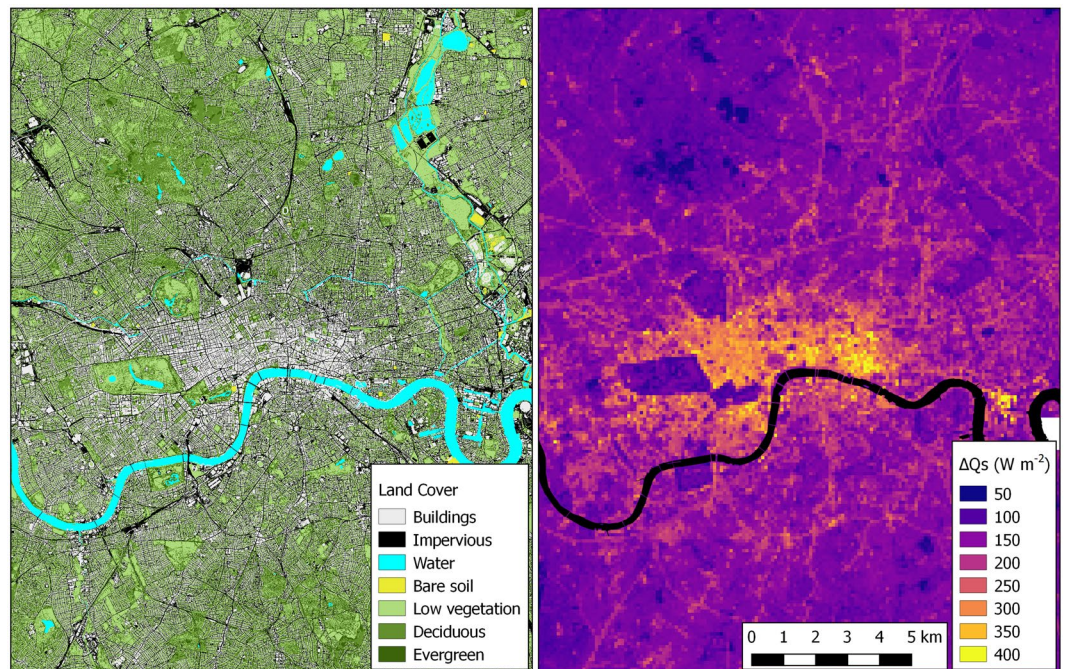 Land Cover
Buildings
Impervious
Water
Bare soil
Low vegetation
Deciduous
Evergreen
0 1 2 3 4 5 km
ΔQs (W m⁻²)
50
100
150
200
250
300
350
400